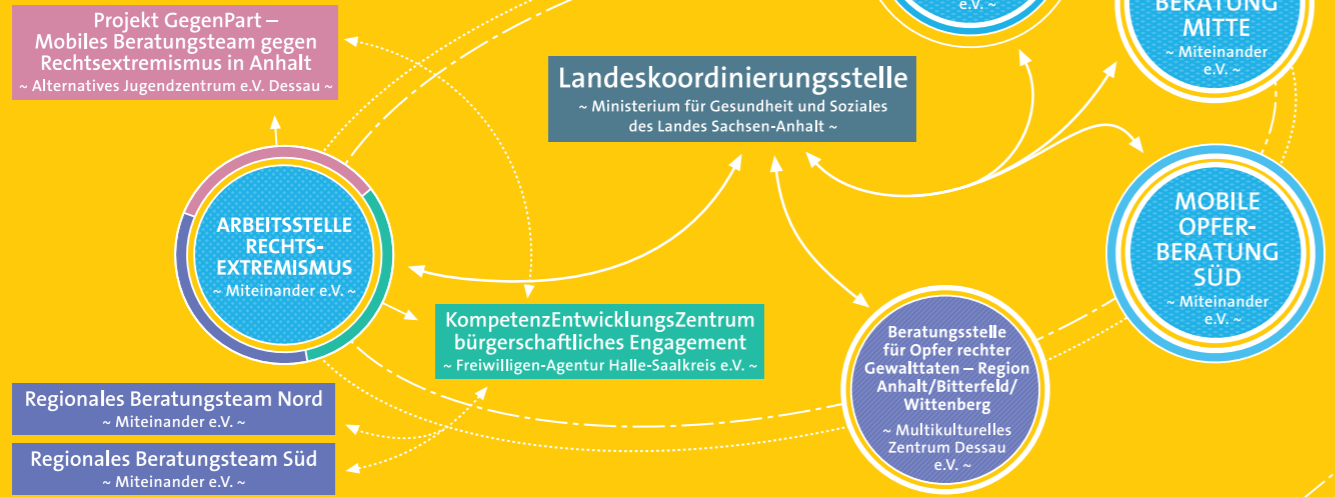 Projekt GegenPart –
Mobiles Beratungsteam gegen
Rechtsextremismus in Anhalt
~ Alternatives Jugendzentrum e.V. Dessau ~
e.V. ~
BERATUNG
MITTE
~ Miteinander
e.V. ~
Landeskoordinierungsstelle
~ Ministerium für Gesundheit und Soziales
des Landes Sachsen-Anhalt ~
ARBEITSSTELLE
RECHTS-
EXTREMISMUS
~ Miteinander e.V. ~
MOBILE
OPFER-
BERATUNG
SÜD
~ Miteinander
e.V. ~
KompetenzEntwicklungsZentrum
bürgerschaftliches Engagement
~ Freiwilligen-Agentur Halle-Saalkreis e.V. ~
Beratungsstelle
für Opfer rechter
Gewalttaten – Region
Anhalt/Bitterfeld/
Wittenberg
~ Multikulturelles
Zentrum Dessau
e.V. ~
Regionales Beratungsteam Nord
~ Miteinander e.V. ~
Regionales Beratungsteam Süd
~ Miteinander e.V. ~